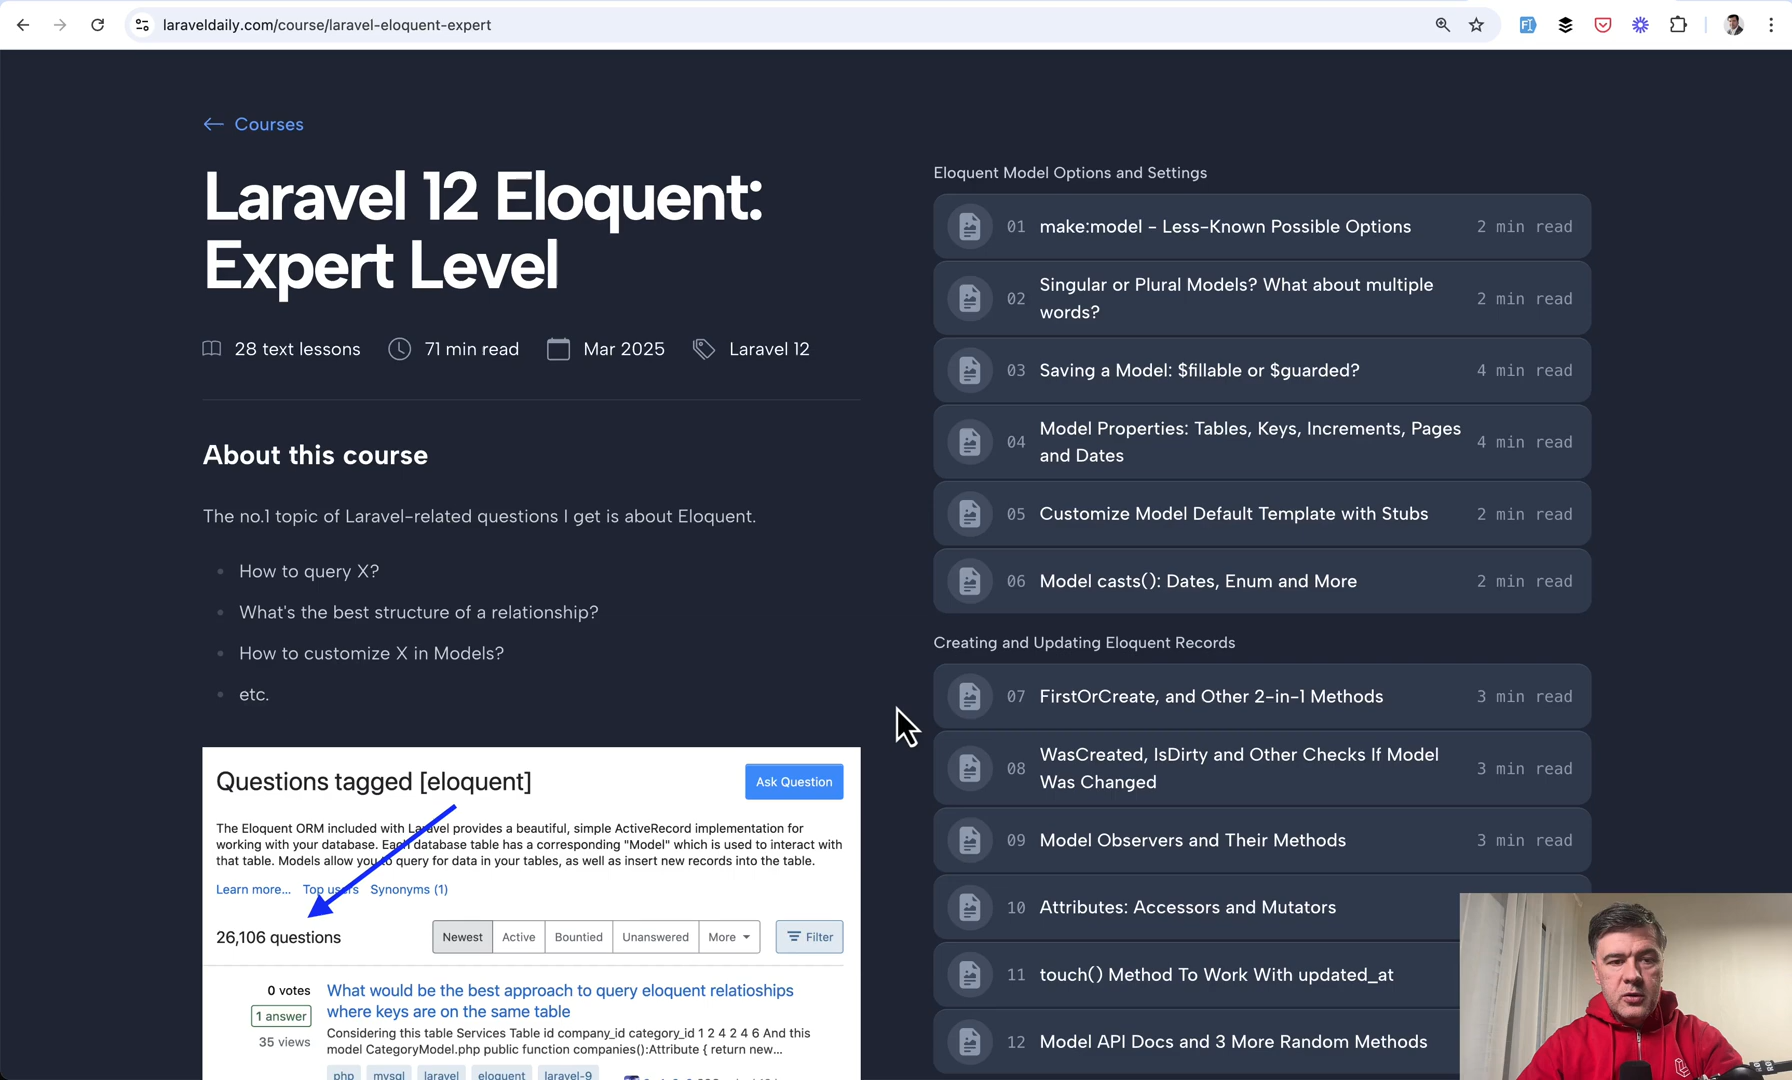 laraveldaily.com/course/laravel-eloquent-expert
← Courses
Laravel 12 Eloquent:
Expert Level
28 text lessons
71 min read
Mar 2025
Laravel 12
About this course
The no.1 topic of Laravel-related questions I get is about Eloquent.
• How to query X?
• What's the best structure of a relationship?
• How to customize X in Models?
• etc.
Questions tagged [eloquent]
Ask Question
The Eloquent ORM included with Laravel provides a beautiful, simple ActiveRecord implementation for
working with your database. Each database table has a corresponding "Model" which is used to interact with
that table. Models allow you to query for data in your tables, as well as insert new records into the table.
Learn more... Top users Synonyms (1)
26,106 questions
Newest Active Bountied Unanswered More
Filter
0 votes
1 answer
35 views
What would be the best approach to query eloquent relatioships
where keys are on the same table
Considering this table Services Table id company_id category_id 1 2 4 2 4 6 And this
model CategoryModel.php public function companies():Attribute { return new...
php mysql laravel eloquent laravel-9
Eloquent Model Options and Settings
01 make:model - Less-Known Possible Options 2 min read
02 Singular or Plural Models? What about multiple
words? 2 min read
03 Saving a Model: $fillable or $guarded? 4 min read
04 Model Properties: Tables, Keys, Increments, Pages
and Dates 4 min read
05 Customize Model Default Template with Stubs 2 min read
06 Model casts(): Dates, Enum and More 2 min read
Creating and Updating Eloquent Records
07 FirstOrCreate, and Other 2-in-1 Methods 3 min read
08 WasCreated, IsDirty and Other Checks If Model
Was Changed 3 min read
09 Model Observers and Their Methods 3 min read
10 Attributes: Accessors and Mutators
11 touch() Method To Work With updated_at
12 Model API Docs and 3 More Random Methods